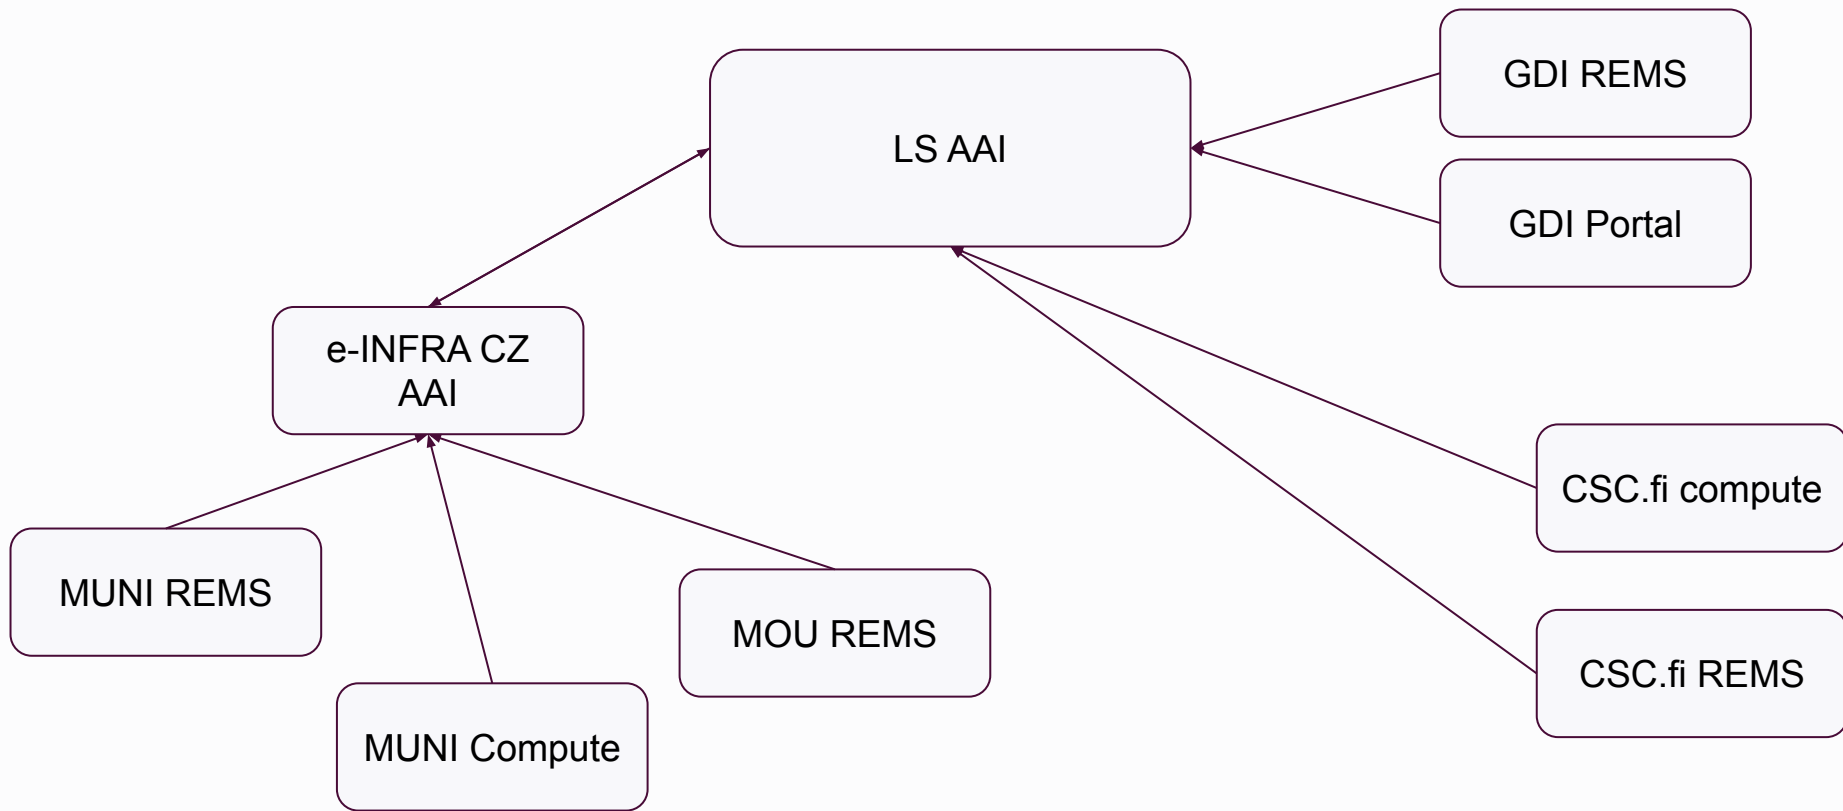 GDI REMS
LS AAI
GDI Portal
e-INFRA CZ
AAI
CSC.fi compute
MUNI REMS
MOU REMS
CSC.fi REMS
MUNI Compute